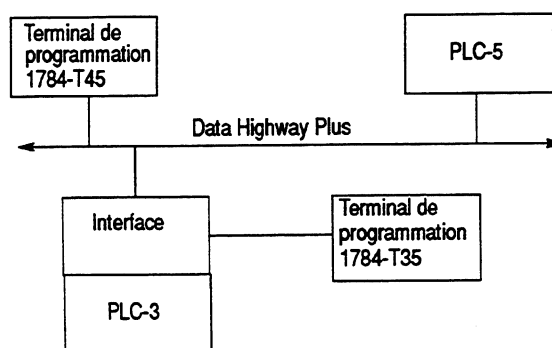 Terminal de
programmation
1784-T45
PLC-5
Data Highway Plus
Interface
Terminal de
programmation
1784-T35
PLC-3